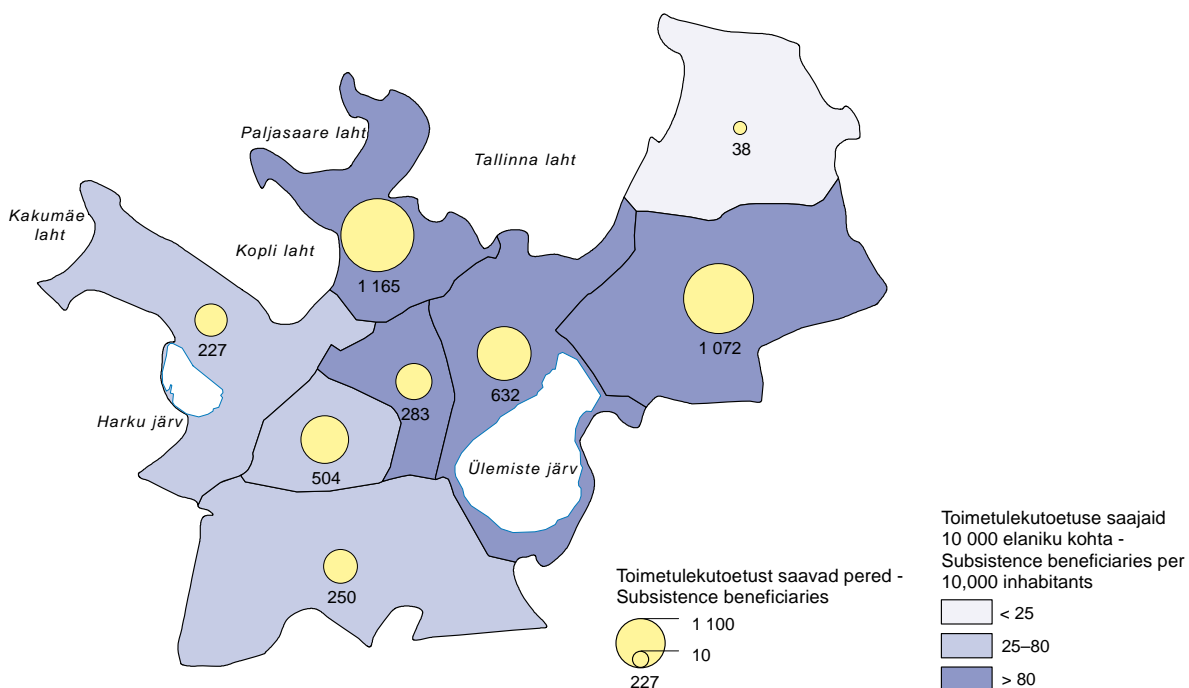 Paljasaare laht
Tallinna laht
38
Kakumäe
laht
Kopli laht
1 165
227
1 072
632
283
Harku järv
504
Ülemiste järv
250
Toimetulekutoetust saavad pered -
Subsistence beneficiaries
1 100
10
227
Toimetulekutoetuse saajaid
10 000 elaniku kohta -
Subsistence beneficiaries per
10,000 inhabitants
< 25
25–80
> 80